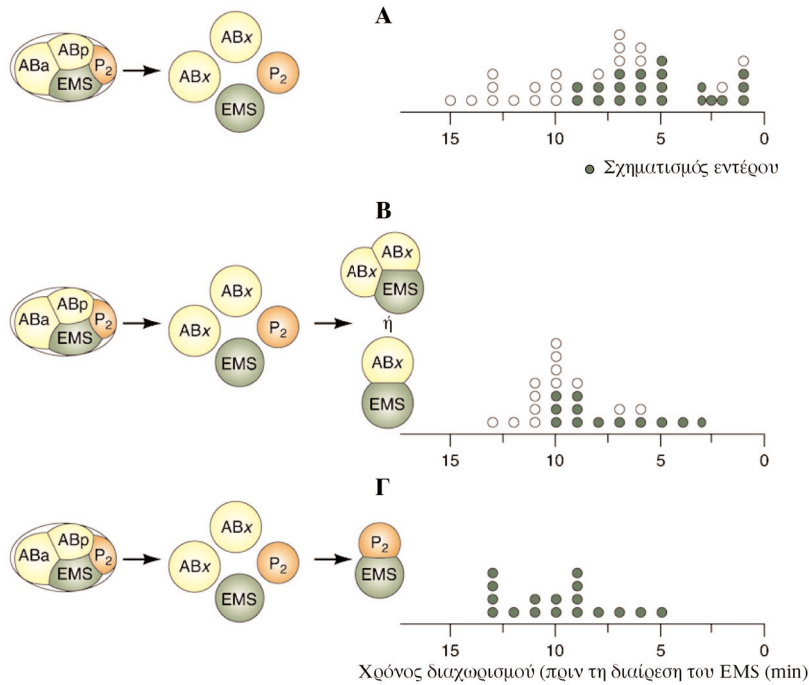 A
ABa ABp P2 EMS
ABx ABx P2 EMS
15 10 5 0
Σχηματισμός εντέρου
B
ABa ABp P2 EMS
ABx ABx P2 EMS
ABx ABx EMS
ή
ABx EMS
15 10 5 0
Γ
ABa ABp P2 EMS
ABx ABx P2 EMS
P2 EMS
15 10 5 0
Χρόνος διαχωρισμού (πριν τη διαίρεση του EMS (min)